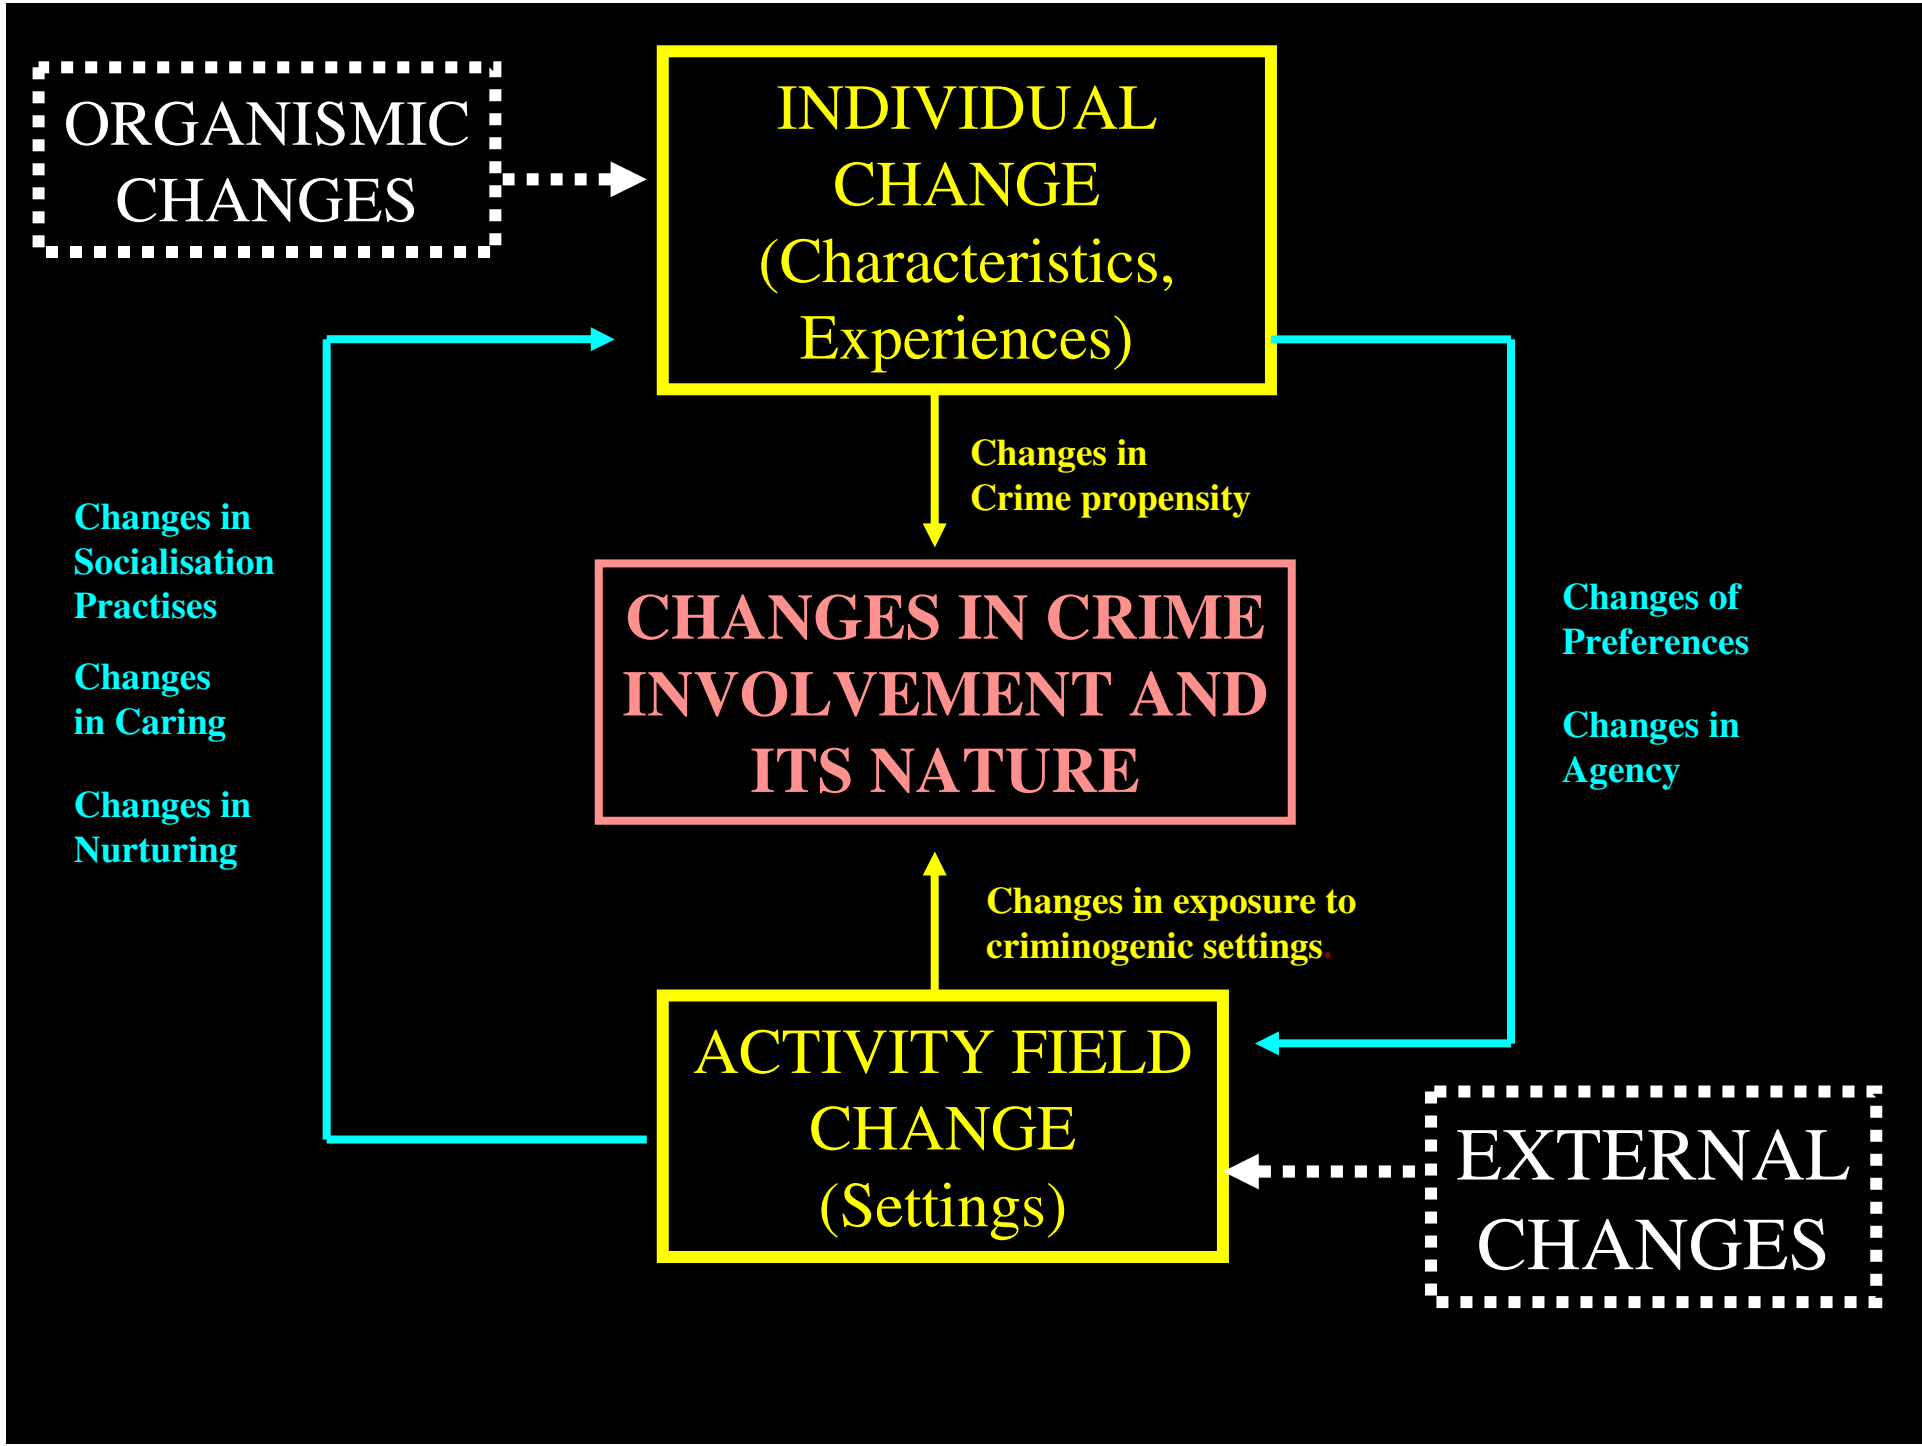 ORGANISMIC
CHANGES
INDIVIDUAL
CHANGE
(Characteristics,
Experiences)
Changes in
Crime propensity
Changes in
Socialisation
Practises
Changes
in Caring
Changes in
Nurturing
CHANGES IN CRIME
INVOLVEMENT AND
ITS NATURE
Changes of
Preferences
Changes in
Agency
Changes in exposure to
criminogenic settings.
ACTIVITY FIELD
CHANGE
(Settings)
EXTERNAL
CHANGES